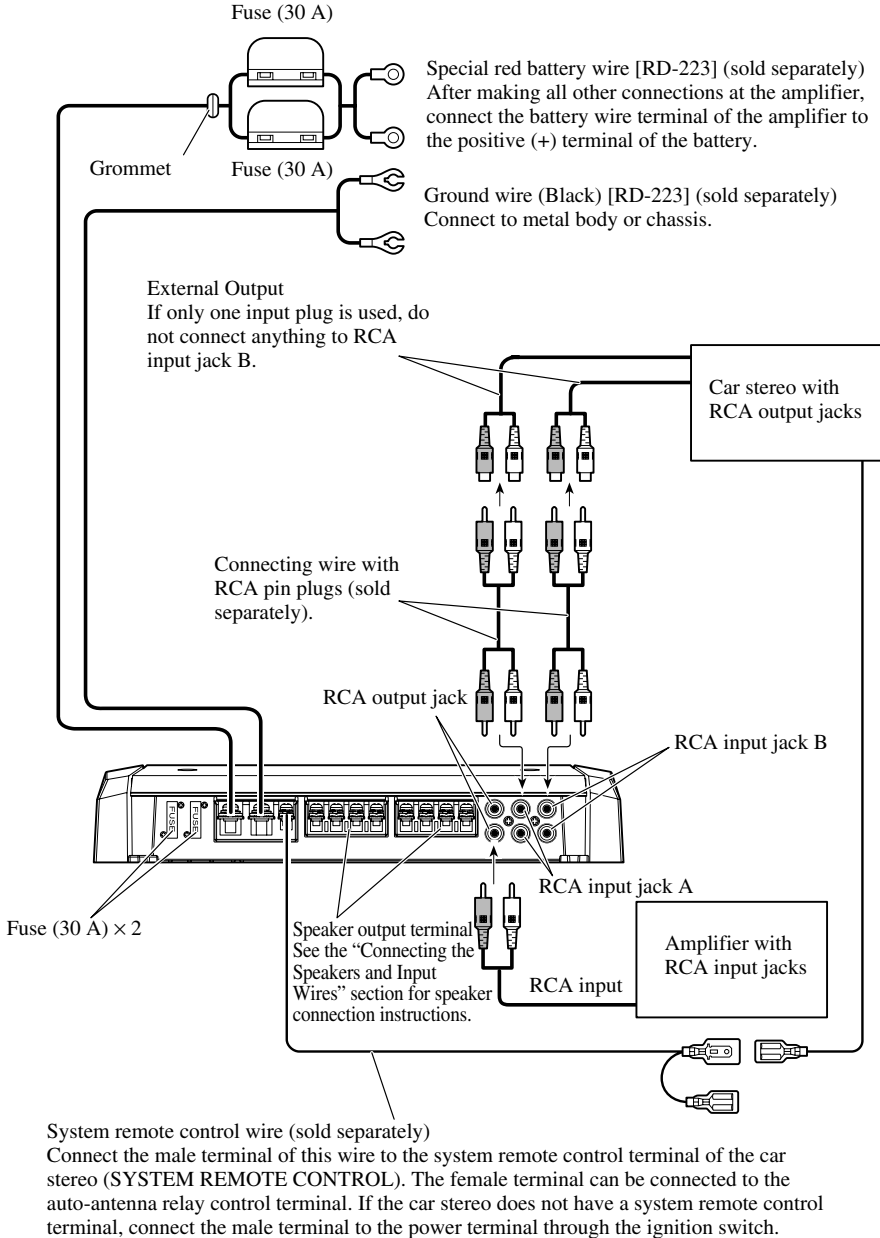 Fuse (30 A)
Special red battery wire [RD-223] (sold separately)
After making all other connections at the amplifier,
connect the battery wire terminal of the amplifier to
the positive (+) terminal of the battery.
Grommet
Fuse (30 A)
Ground wire (Black) [RD-223] (sold separately)
Connect to metal body or chassis.
External Output
If only one input plug is used, do
not connect anything to RCA
input jack B.
Car stereo with
RCA output jacks
Connecting wire with
RCA pin plugs (sold
separately).
RCA output jack
RCA input jack B
FUSE
FUSE
RCA input jack A
Fuse (30 A) × 2
Speaker output terminal
See the “Connecting the
Speakers and Input
Wires” section for speaker
connection instructions.
Amplifier with
RCA input jacks
RCA input
System remote control wire (sold separately)
Connect the male terminal of this wire to the system remote control terminal of the car
stereo (SYSTEM REMOTE CONTROL). The female terminal can be connected to the
auto-antenna relay control terminal. If the car stereo does not have a system remote control
terminal, connect the male terminal to the power terminal through the ignition switch.